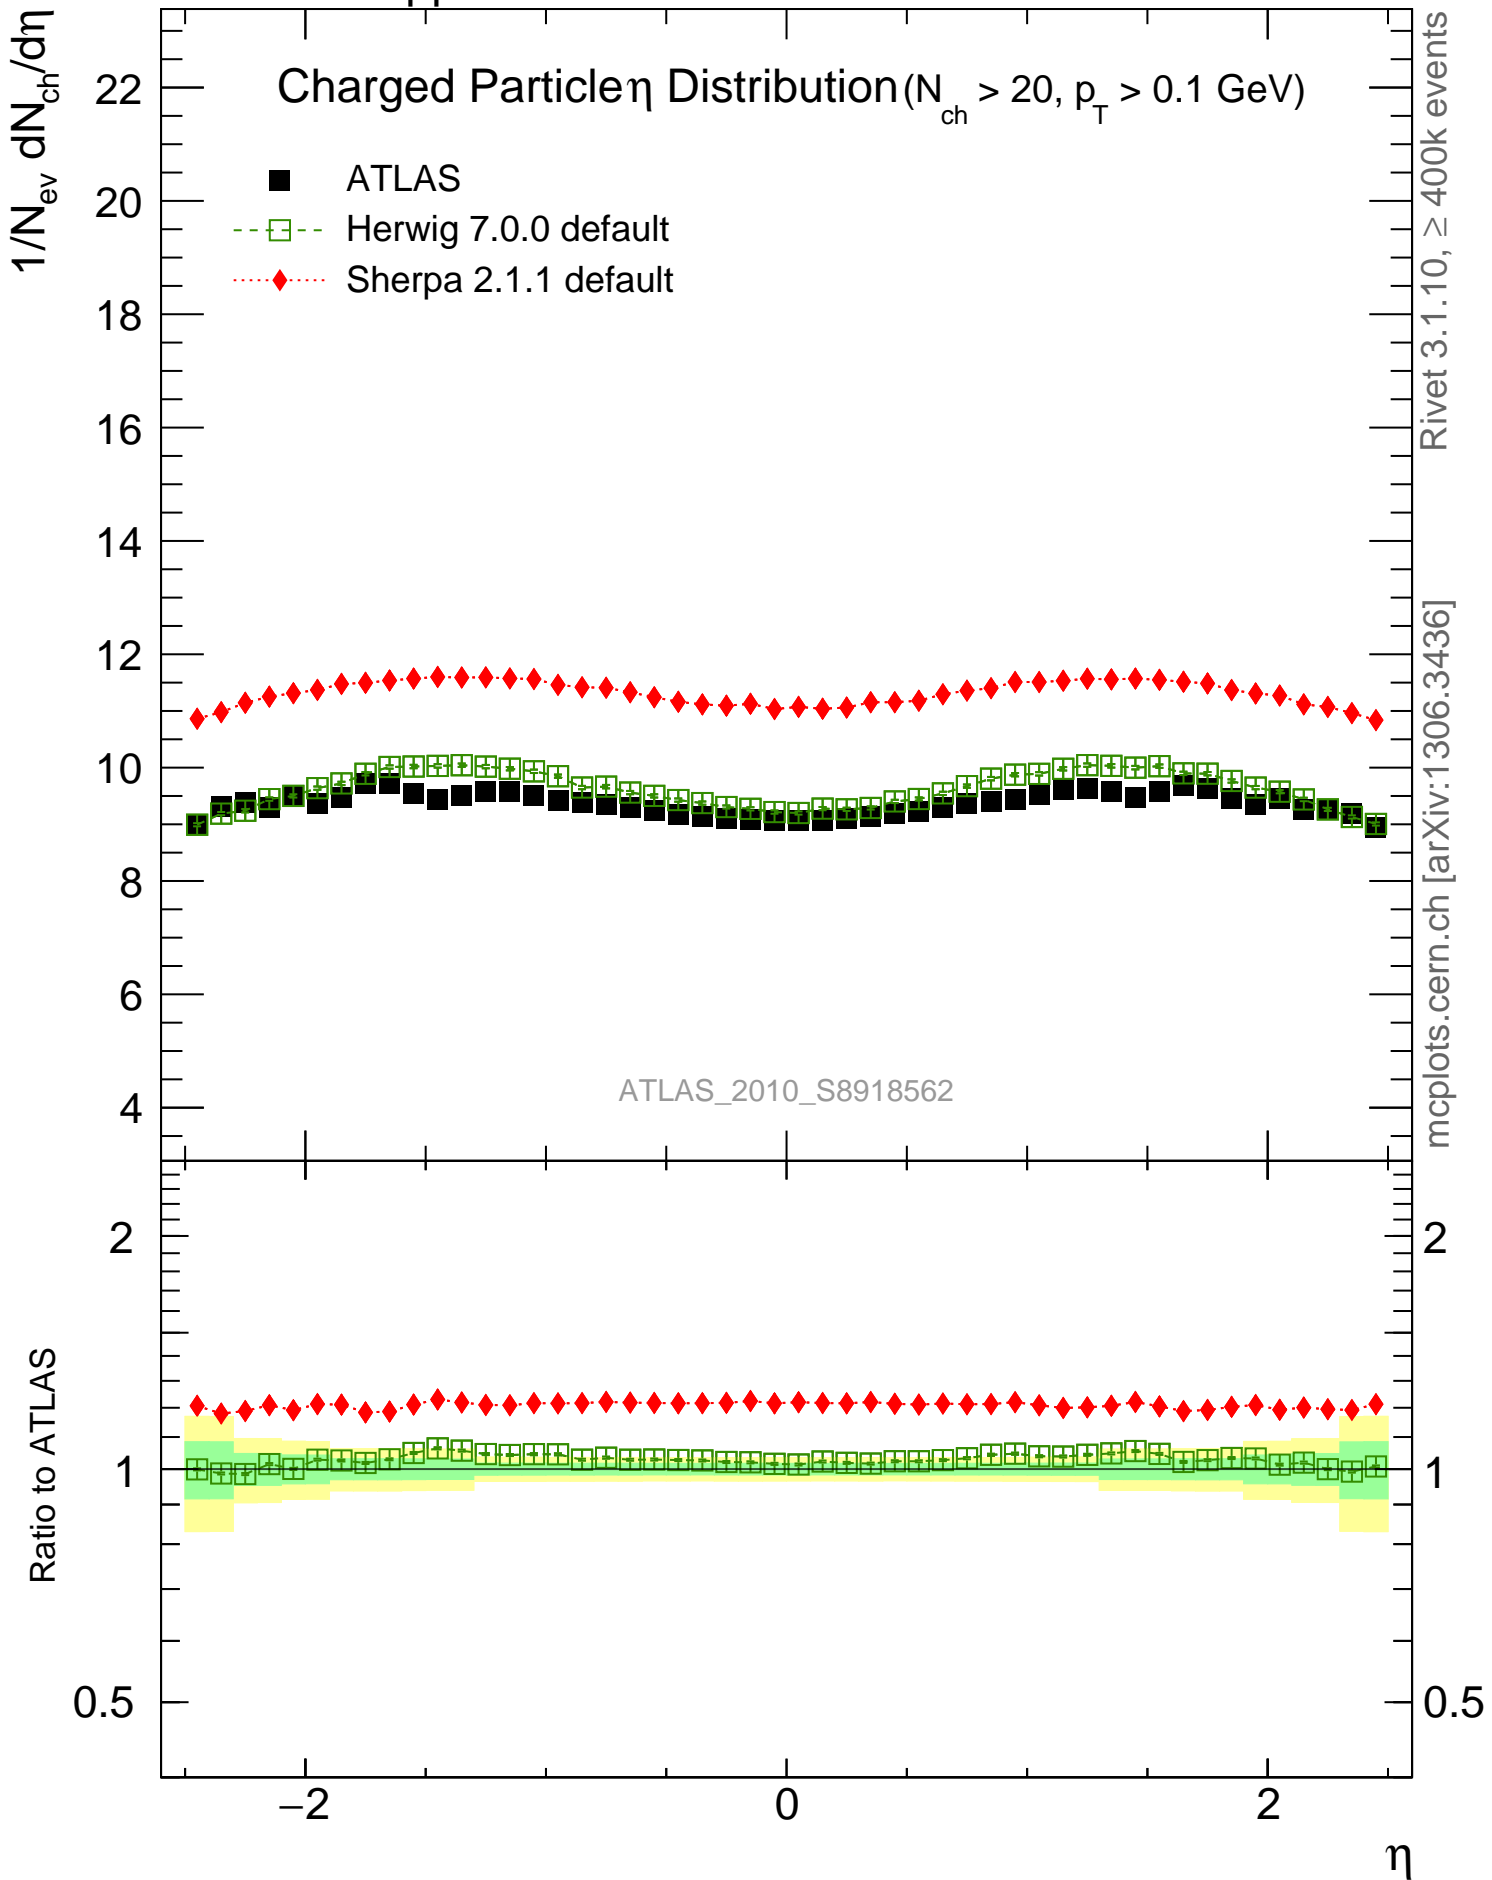 pp
1/N_ev dN_ch/dη
Charged Particle η Distribution (N_ch > 20, p_T > 0.1 GeV)
ATLAS
Herwig 7.0.0 default
Sherpa 2.1.1 default
22
20
18
16
14
12
10
8
6
4
ATLAS_2010_S8918562
Rivet 3.1.10, ≥ 400k events
mcplots.cern.ch [arXiv:1306.3436]
Ratio to ATLAS
2
1
0.5
2
1
0.5
−2
0
2
η